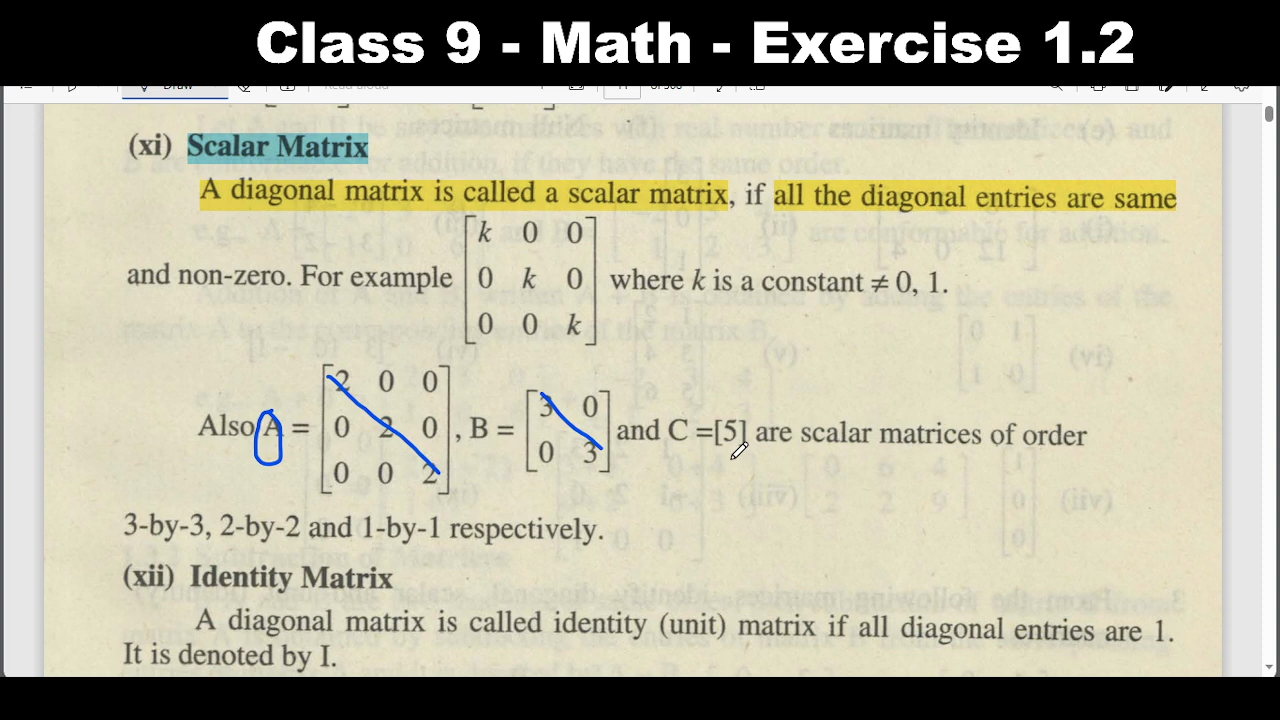 Class 9 - Math - Exercise 1.2
Draw
Read aloud
(xi) Scalar Matrix
A diagonal matrix is called a scalar matrix, if all the diagonal entries are same
and non-zero. For example [k 0 0
0 k 0
0 0 k] where k is a constant ≠ 0, 1.
Also A = [2 0 0
0 2 0
0 0 2] , B = [3 0
0 3] and C =[5] are scalar matrices of order
3-by-3, 2-by-2 and 1-by-1 respectively.
(xii) Identity Matrix
A diagonal matrix is called identity (unit) matrix if all diagonal entries are 1.
It is denoted by I.